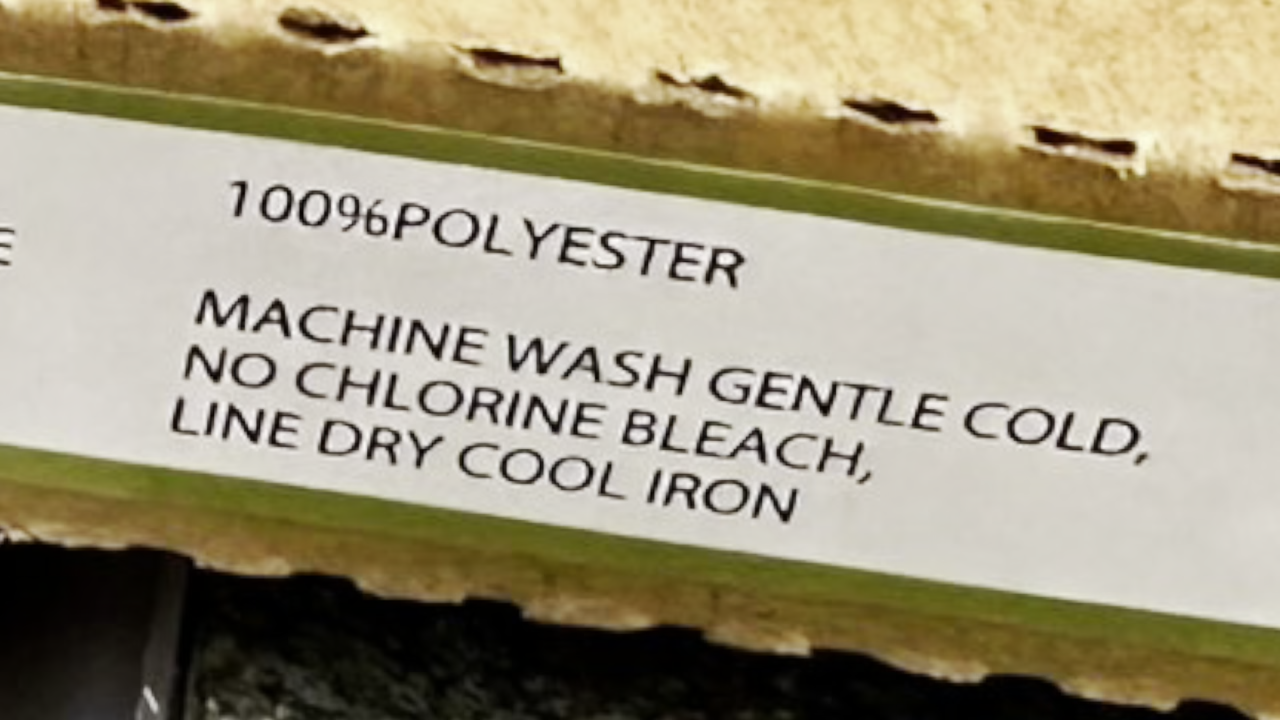 100%POLYESTER
MACHINE WASH GENTLE COLD,
NO CHLORINE BLEACH,
LINE DRY COOL IRON